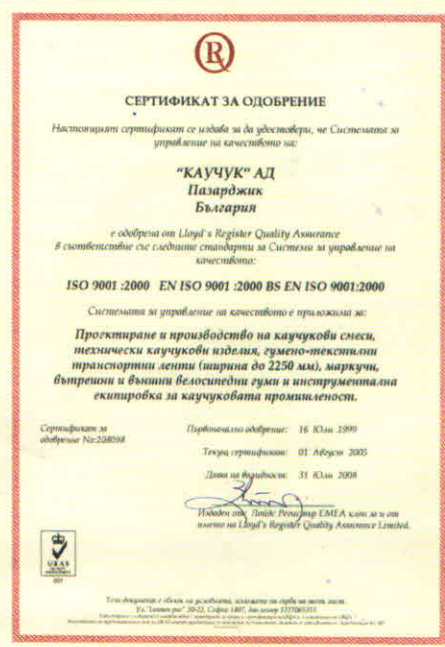 R
СЕРТИФИКАТ ЗА ОДОБРЕНИЕ
Настоящият сертификат се издава за да удостовери, че Системата за
управление на качеството на:
"КАУЧУК" АД
Пазарджик
България
е одобрена от Lloyd's Register Quality Assurance
в съответствие със следните стандарти за Системи за управление на
качеството:
ISO 9001 :2000 EN ISO 9001 :2000 BS EN ISO 9001:2000
Системата за управление на качеството е приложима за:
Проектиране и производство на каучукови смеси,
технически каучукови изделия, гумено-текстилни
транспортни ленти (ширина до 2250 мм), маркучи,
вътрешни и външни велосипедни гуми и инструментална
екипировка за каучуковата промишленост.
Сертификат за
одобрение No:208098
Първоначално одобрение: 16 Юли 1999
Текущ сертификат: 01 Август 2005
Дата на валидност: 31 Юли 2008
Издаден от: Лойдс Регистър ЕМЕА клон за и от
името на Lloyd's Register Quality Assurance Limited.
UKAS
QUALITY
MANAGEMENT
001